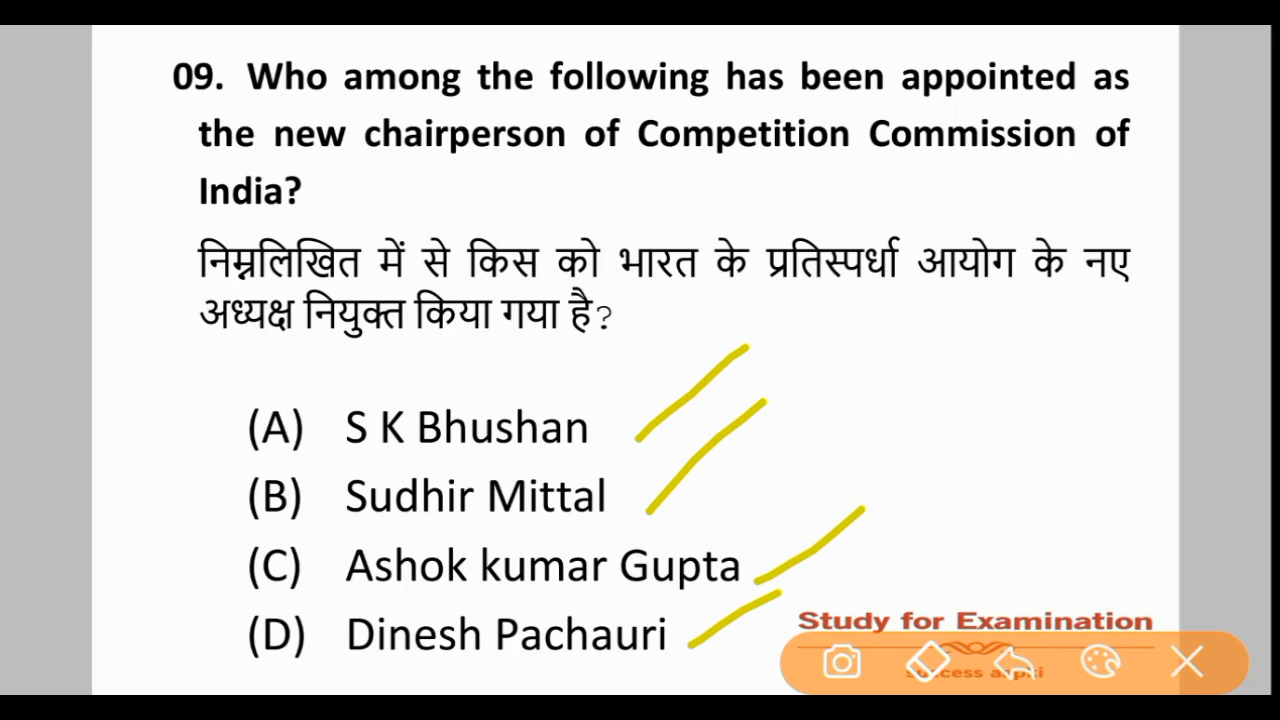 09. Who among the following has been appointed as
the new chairperson of Competition Commission of
India?
निम्नलिखित में से किस को भारत के प्रतिस्पर्धा आयोग के नए
अध्यक्ष नियुक्त किया गया है?
(A) S K Bhushan
(B) Sudhir Mittal
(C) Ashok kumar Gupta
(D) Dinesh Pachauri
Study for Examination